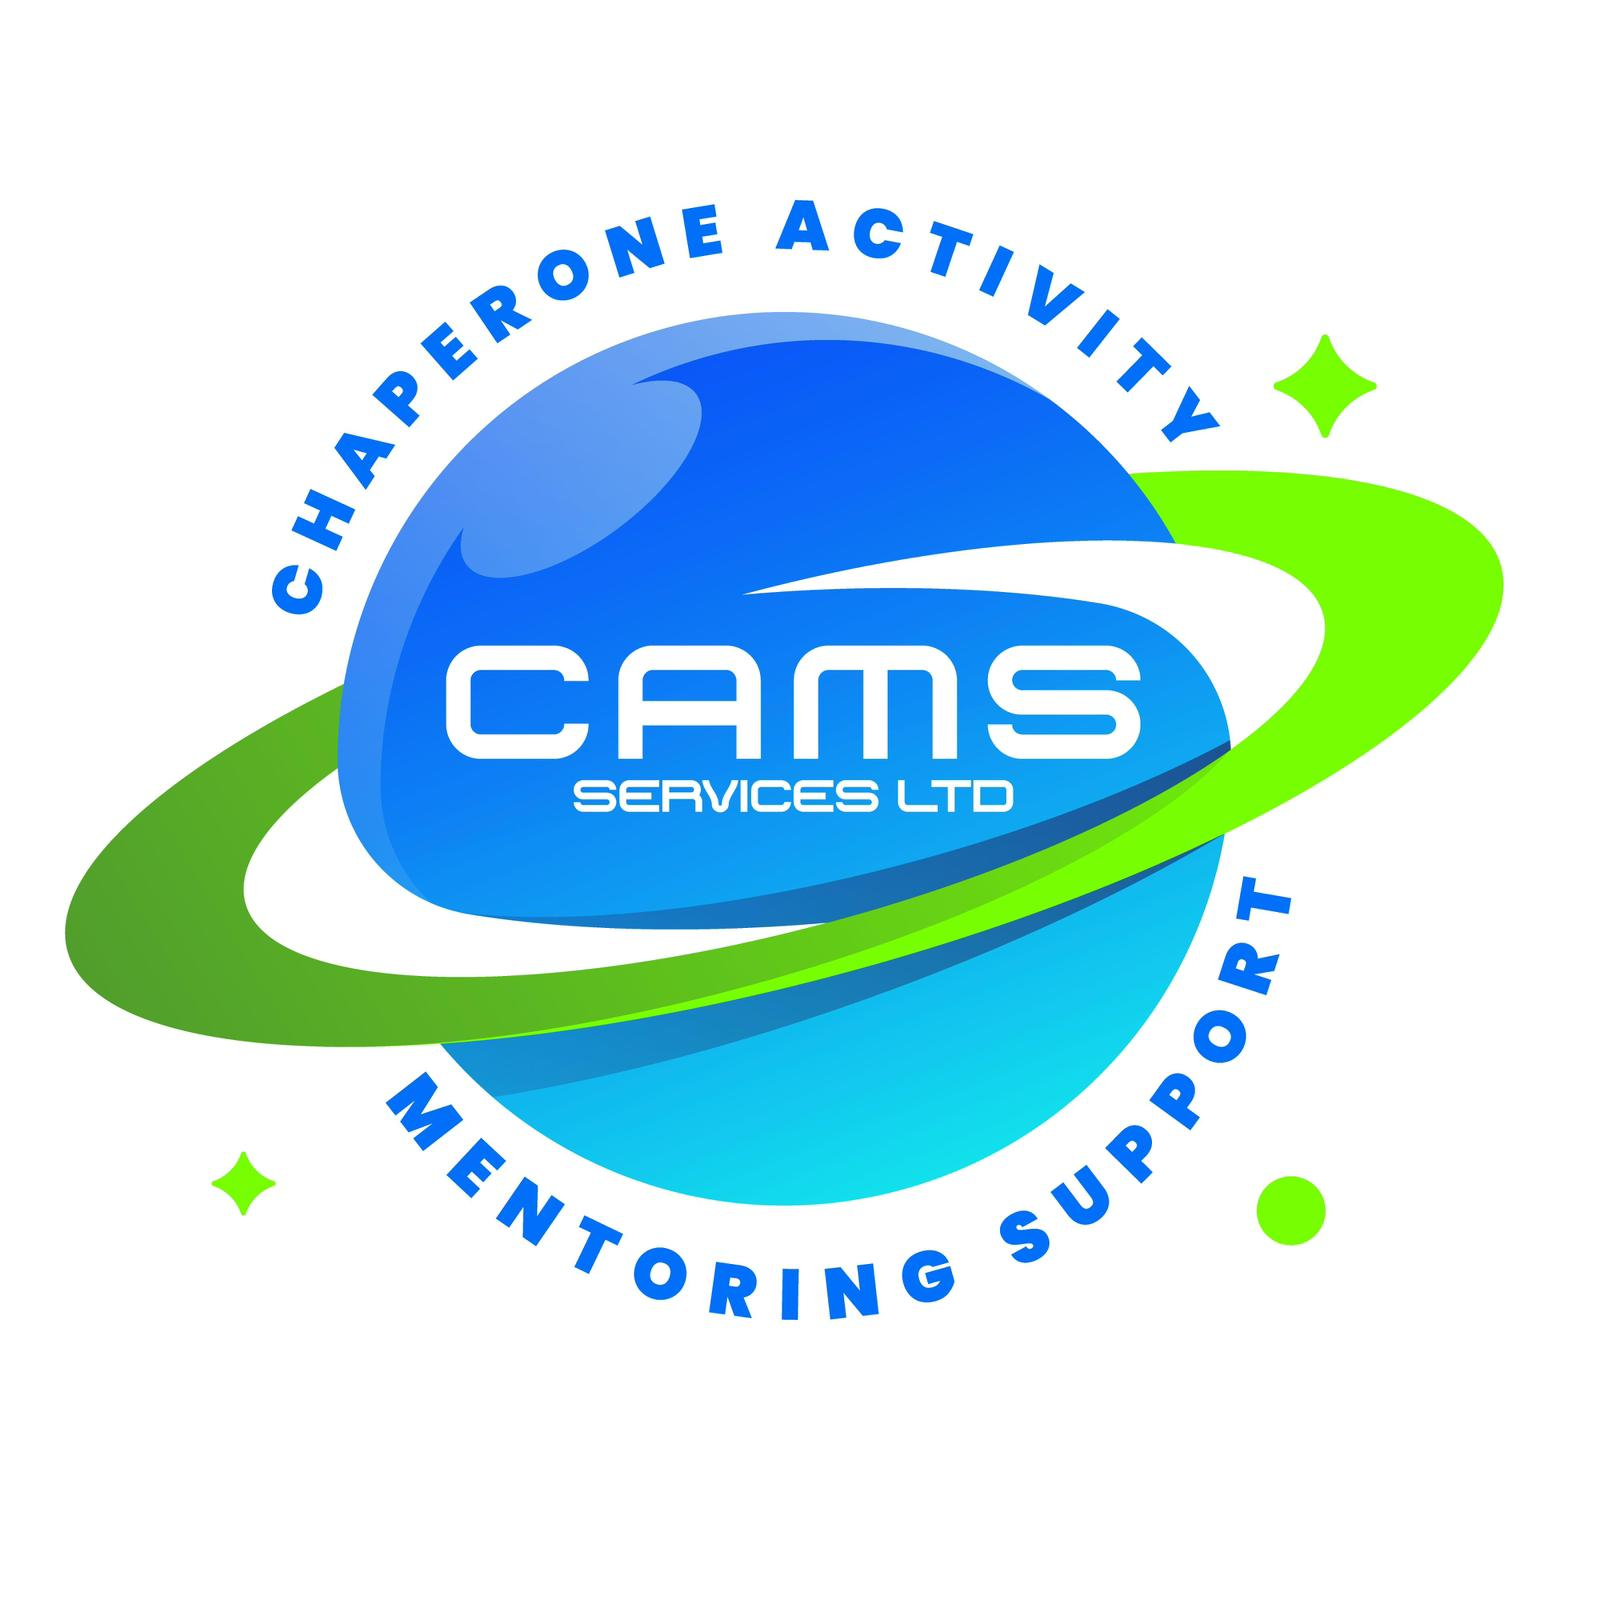 CHAPERONE ACTIVITY
CAMS
SERVICES LTD
MENTORING SUPPORT